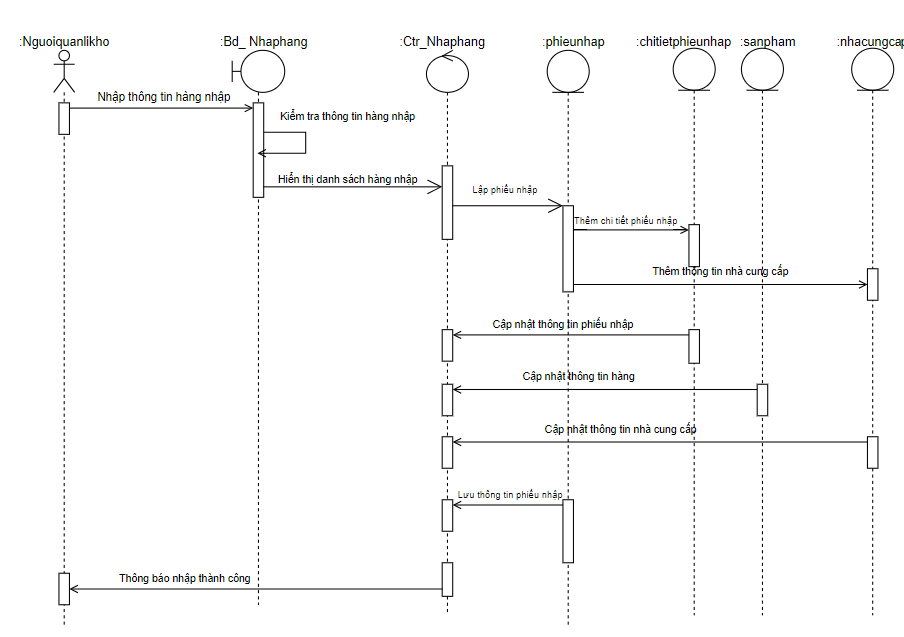 :Nguoiquanlikho
:Bd_ Nhaphang
:Ctr_Nhaphang
:phieunhap
:chitietphieunhap
:sanpham
:nhacungcap
Nhập thông tin hàng nhập
Kiểm tra thông tin hàng nhập
Hiển thị danh sách hàng nhập
Lập phiếu nhập
Thêm chi tiết phiếu nhập
Thêm thông tin nhà cung cấp
Cập nhật thông tin phiếu nhập
Cập nhật thông tin hàng
Cập nhật thông tin nhà cung cấp
Lưu thông tin phiếu nhập
Thông báo nhập thành công